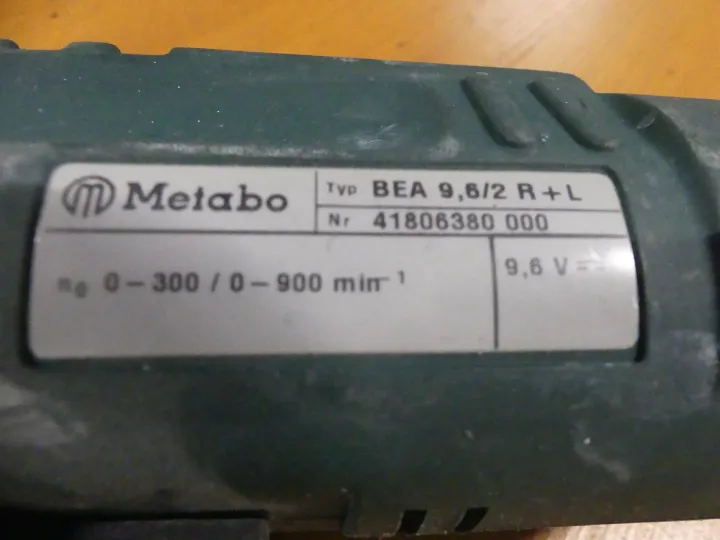 Metabo
Typ BEA 9,6/2 R+L
Nr 41806380 000
n₀ 0-300 / 0-900 min⁻¹
9,6 V ⎓